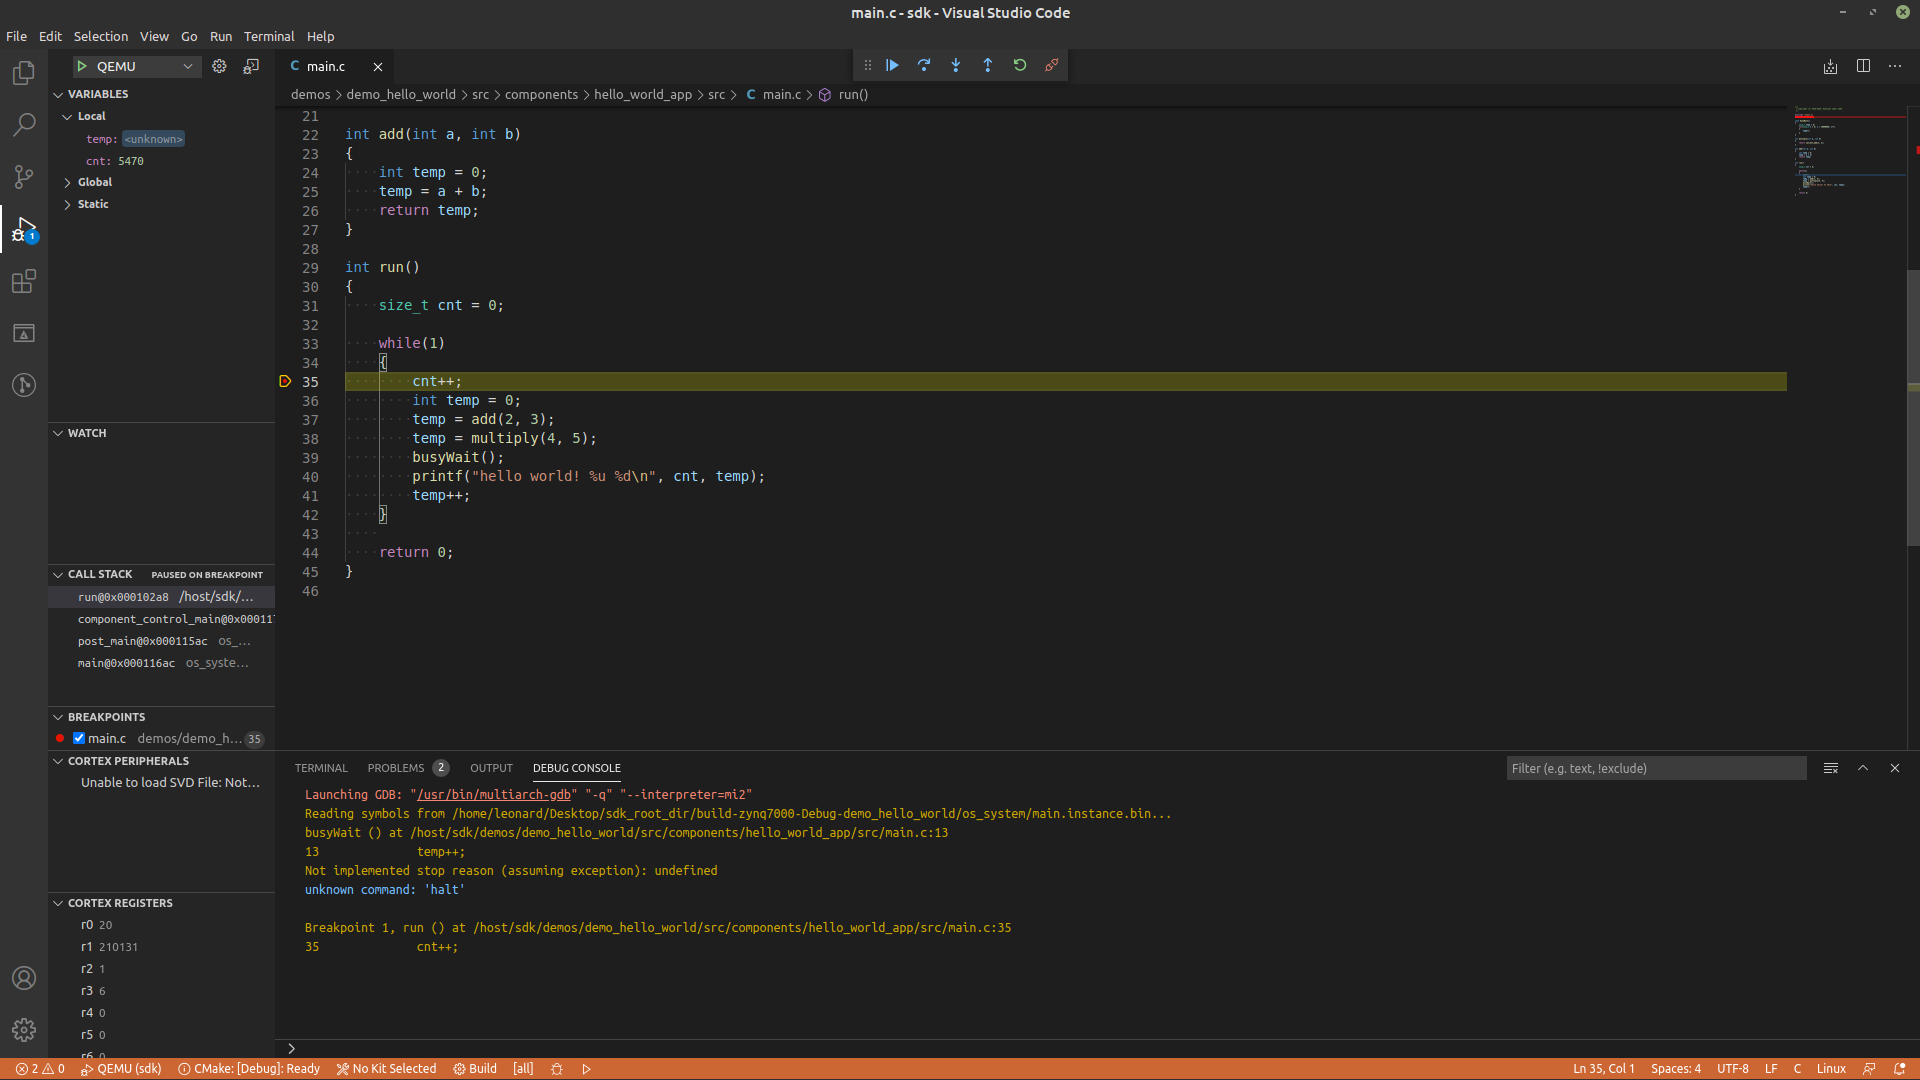 main.c - sdk - Visual Studio Code
File Edit Selection View Go Run Terminal Help
QEMU
main.c
VARIABLES
Local
temp: <unknown>
cnt: 5470
Global
Static
WATCH
CALL STACK PAUSED ON BREAKPOINT
run@0x000102a8 /host/sdk/...
component_control_main@0x00011
post_main@0x000115ac os_...
main@0x000116ac os_syste...
BREAKPOINTS
main.c demos/demo_h... 35
CORTEX PERIPHERALS
Unable to load SVD File: Not...
CORTEX REGISTERS
r0 20
r1 210131
r2 1
r3 6
r4 0
r5 0
r6 0
1
demos > demo_hello_world > src > components > hello_world_app > src > C main.c > run()
21
22 int add(int a, int b)
23 {
24 int temp = 0;
25 temp = a + b;
26 return temp;
27 }
28
29 int run()
30 {
31 size_t cnt = 0;
32
33 while(1)
34 {
35 cnt++;
36 int temp = 0;
37 temp = add(2, 3);
38 temp = multiply(4, 5);
39 busyWait();
40 printf("hello world! %u %d\n", cnt, temp);
41 temp++;
42 }
43
44 return 0;
45 }
46
TERMINAL PROBLEMS 2 OUTPUT DEBUG CONSOLE
Filter (e.g. text, !exclude)
Launching GDB: "/usr/bin/multiarch-gdb" "-q" "--interpreter=mi2"
Reading symbols from /home/leonard/Desktop/sdk_root_dir/build-zynq7000-Debug-demo_hello_world/os_system/main.instance.bin...
busyWait () at /host/sdk/demos/demo_hello_world/src/components/hello_world_app/src/main.c:13
13 temp++;
Not implemented stop reason (assuming exception): undefined
unknown command: 'halt'
Breakpoint 1, run () at /host/sdk/demos/demo_hello_world/src/components/hello_world_app/src/main.c:35
35 cnt++;
>
2 0 QEMU (sdk) CMake: [Debug]: Ready No Kit Selected Build [all]
Ln 35, Col 1 Spaces: 4 UTF-8 LF C Linux